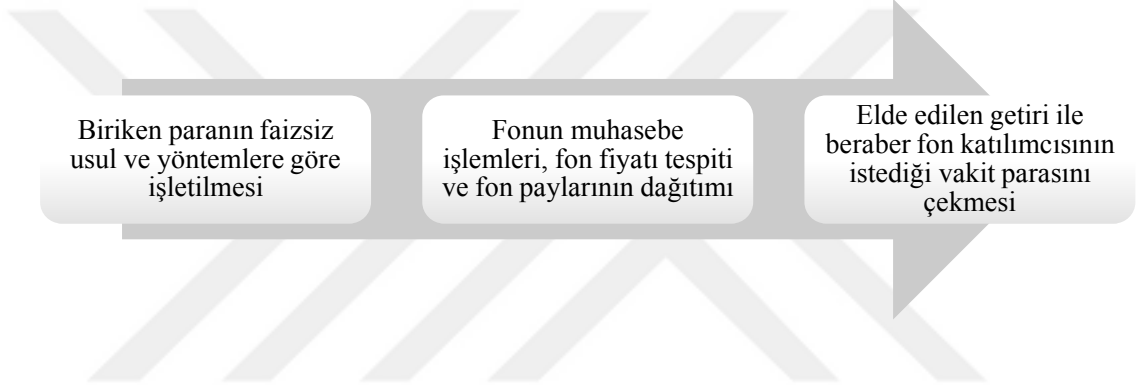 Biriken paranın faizsiz
usul ve yöntemlere göre
işletilmesi
Fonun muhasebe
işlemleri, fon fiyatı tespiti
ve fon paylarının dağıtımı
Elde edilen getiri ile
beraber fon katılımcısının
istediği vakit parasını
çekmesi